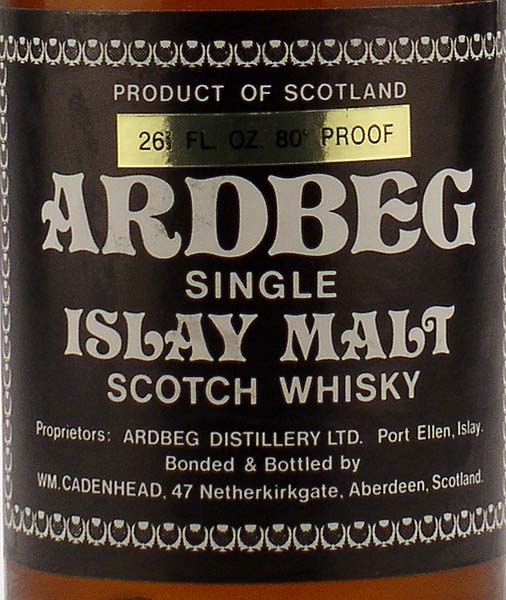 PRODUCT OF SCOTLAND
26⅔ FL. OZ. 80° PROOF
ARDBEG
SINGLE
ISLAY MALT
SCOTCH WHISKY
Proprietors: ARDBEG DISTILLERY LTD. Port Ellen, Islay.
Bonded & Bottled by
WM. CADENHEAD, 47 Netherkirkgate, Aberdeen, Scotland.